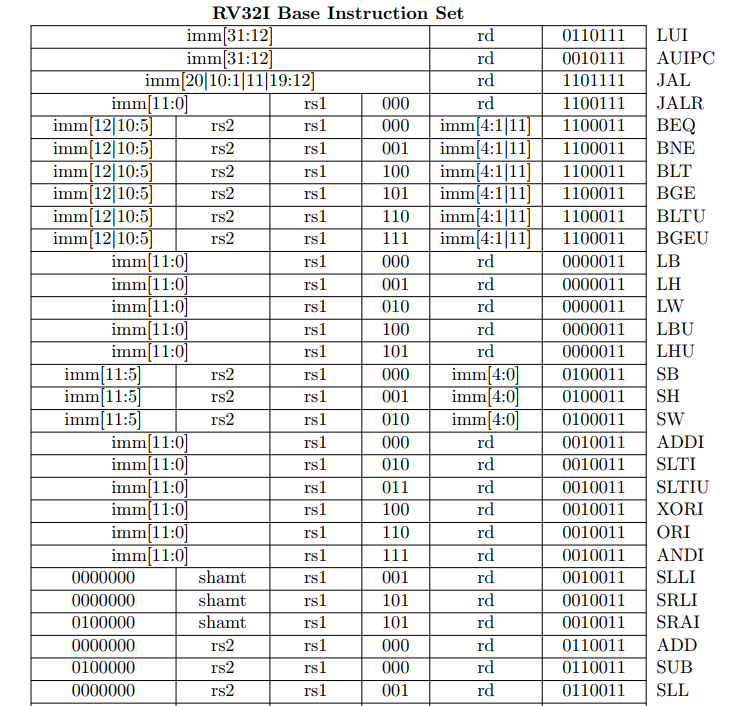 RV32I Base Instruction Set
imm[31:12] rd 0110111 LUI
imm[31:12] rd 0010111 AUIPC
imm[20|10:1|11|19:12] rd 1101111 JAL
imm[11:0] rs1 000 rd 1100111 JALR
imm[12|10:5] rs2 rs1 000 imm[4:1|11] 1100011 BEQ
imm[12|10:5] rs2 rs1 001 imm[4:1|11] 1100011 BNE
imm[12|10:5] rs2 rs1 100 imm[4:1|11] 1100011 BLT
imm[12|10:5] rs2 rs1 101 imm[4:1|11] 1100011 BGE
imm[12|10:5] rs2 rs1 110 imm[4:1|11] 1100011 BLTU
imm[12|10:5] rs2 rs1 111 imm[4:1|11] 1100011 BGEU
imm[11:0] rs1 000 rd 0000011 LB
imm[11:0] rs1 001 rd 0000011 LH
imm[11:0] rs1 010 rd 0000011 LW
imm[11:0] rs1 100 rd 0000011 LBU
imm[11:0] rs1 101 rd 0000011 LHU
imm[11:5] rs2 rs1 000 imm[4:0] 0100011 SB
imm[11:5] rs2 rs1 001 imm[4:0] 0100011 SH
imm[11:5] rs2 rs1 010 imm[4:0] 0100011 SW
imm[11:0] rs1 000 rd 0010011 ADDI
imm[11:0] rs1 010 rd 0010011 SLTI
imm[11:0] rs1 011 rd 0010011 SLTIU
imm[11:0] rs1 100 rd 0010011 XORI
imm[11:0] rs1 110 rd 0010011 ORI
imm[11:0] rs1 111 rd 0010011 ANDI
0000000 shamt rs1 001 rd 0010011 SLLI
0000000 shamt rs1 101 rd 0010011 SRLI
0100000 shamt rs1 101 rd 0010011 SRAI
0000000 rs2 rs1 000 rd 0110011 ADD
0100000 rs2 rs1 000 rd 0110011 SUB
0000000 rs2 rs1 001 rd 0110011 SLL